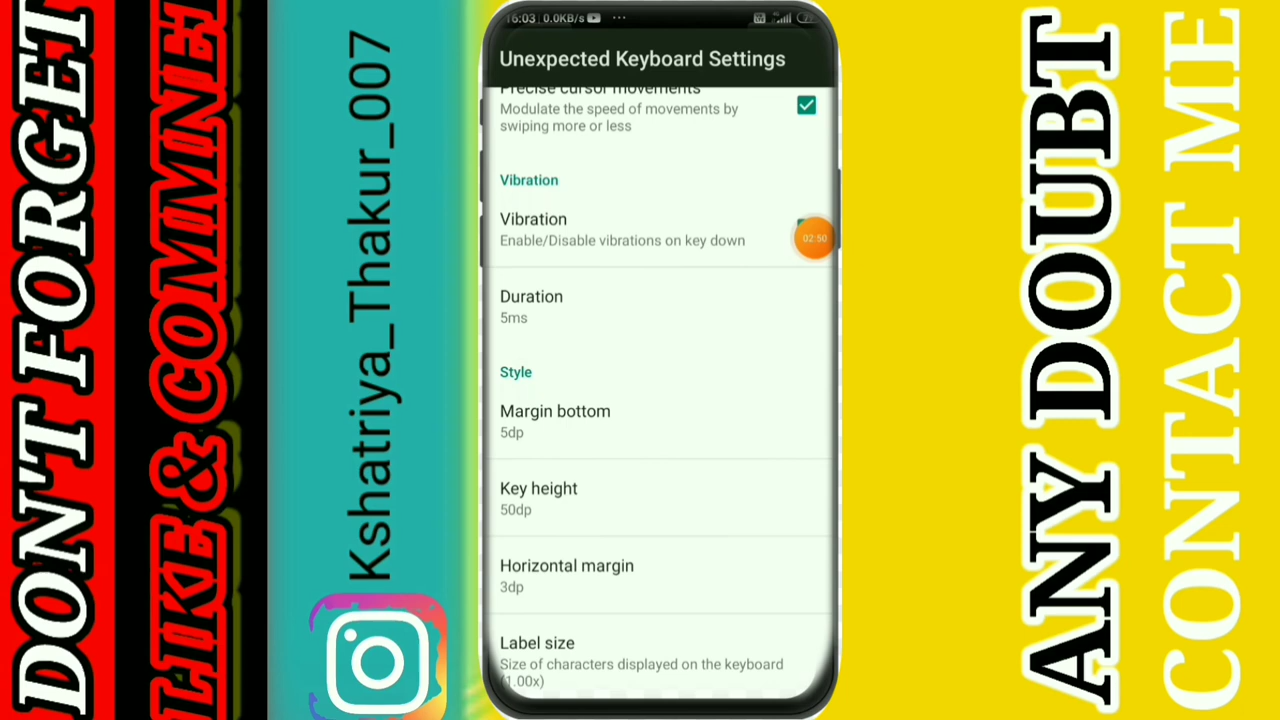 DON'T FORGET
LIKE & COMMNET
Kshatriya_Thakur_007
16:03 0.0KB/s ...
Unexpected Keyboard Settings
Precise cursor movements
Modulate the speed of movements by
swiping more or less
Vibration
Vibration
Enable/Disable vibrations on key down
02:50
Duration
5ms
Style
Margin bottom
5dp
Key height
50dp
Horizontal margin
3dp
Label size
Size of characters displayed on the keyboard
(1.00x)
ANY DOUBT
CONTACT ME